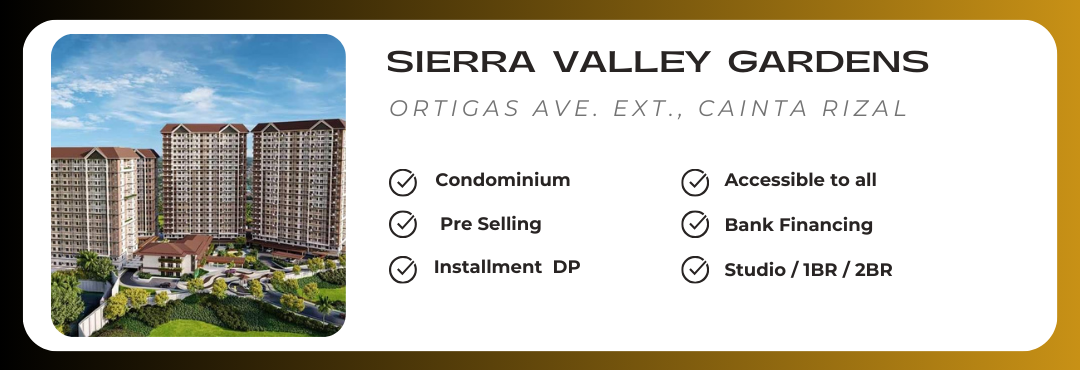 SIERRA VALLEY GARDENS
ORTIGAS AVE. EXT., CAINTA RIZAL
Condominium
Pre Selling
Installment DP
Accessible to all
Bank Financing
Studio / 1BR / 2BR